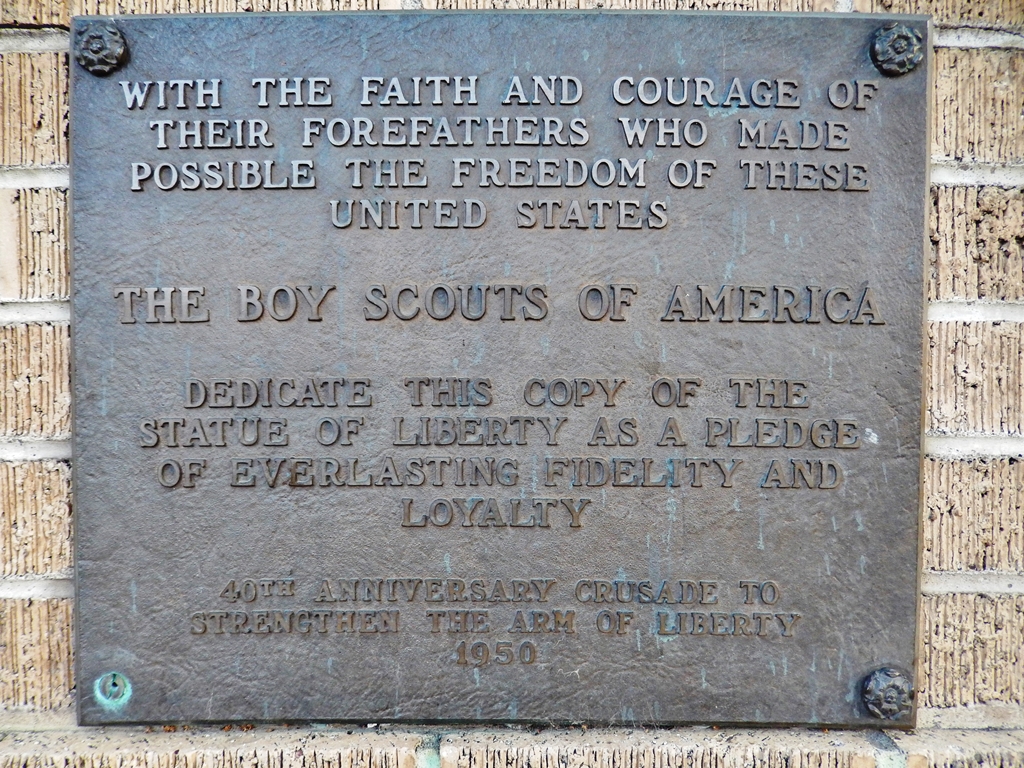 WITH THE FAITH AND COURAGE OF
THEIR FOREFATHERS WHO MADE
POSSIBLE THE FREEDOM OF THESE
UNITED STATES
THE BOY SCOUTS OF AMERICA
DEDICATE THIS COPY OF THE
STATUE OF LIBERTY AS A PLEDGE
OF EVERLASTING FIDELITY AND
LOYALTY
40TH ANNIVERSARY CRUSADE TO
STRENGTHEN THE ARM OF LIBERTY
1950